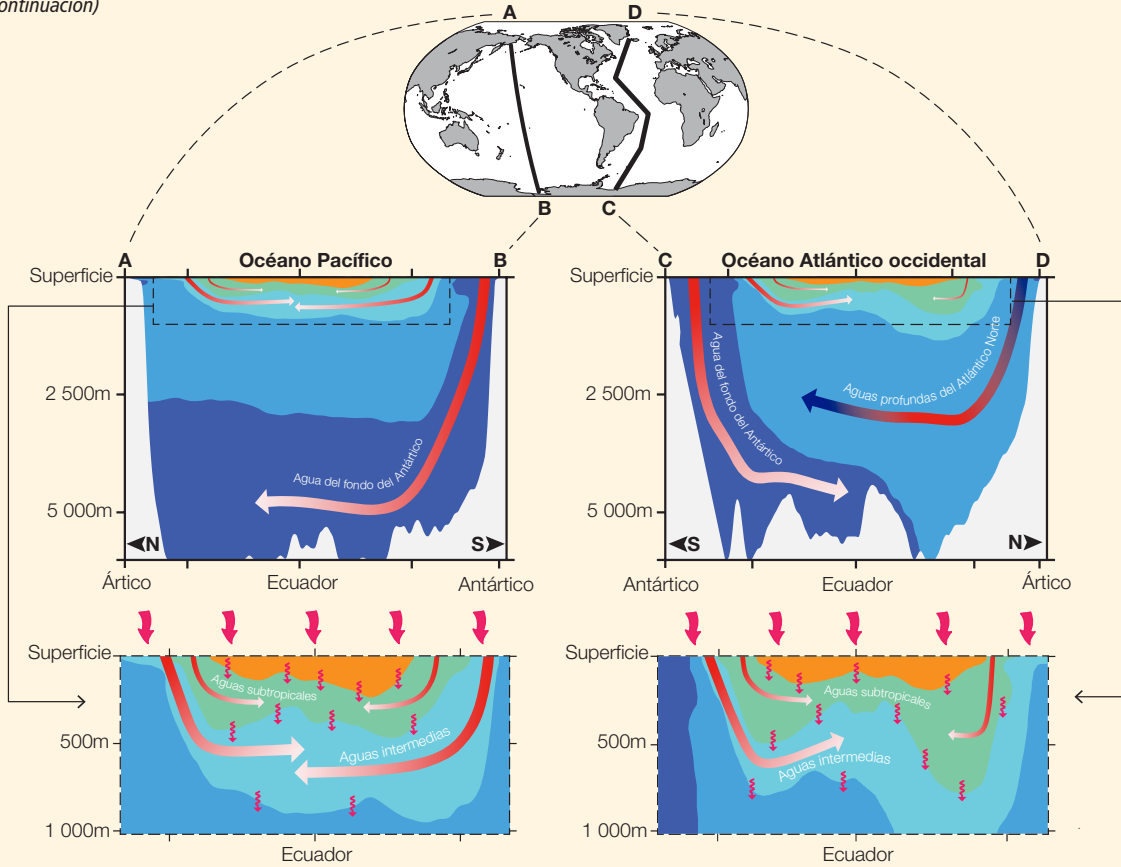 ontinuación)
A
D
B
C
A
Océano Pacífico
B
C
Océano Atlántico occidental
D
Superficie
2 500m
5 000m
Agua del fondo del Antártico
N
S
Ártico
Ecuador
Antártico
Superficie
2 500m
5 000m
Agua del fondo del Antártico
Aguas profundas del Atlántico Norte
S
N
Antártico
Ecuador
Ártico
Superficie
500m
1 000m
Aguas subtropicales
Aguas intermedias
Ecuador
Superficie
500m
1 000m
Aguas subtropicales
Aguas intermedias
Ecuador